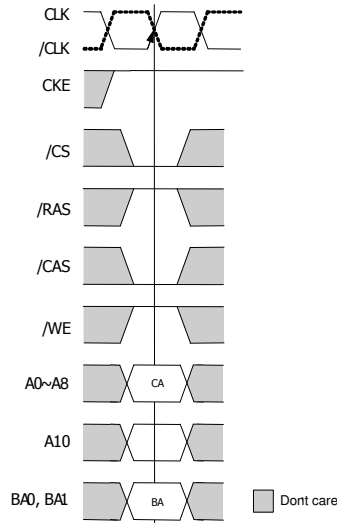 CLK
/CLK
CKE
/CS
/RAS
/CAS
/WE
A0~A8
CA
A10
BA0, BA1
BA
Dont care